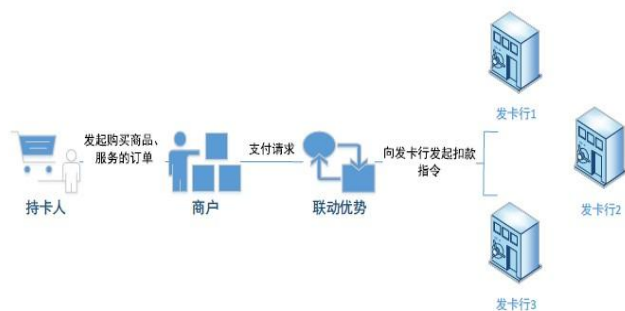 发卡行1
发起购买商品、
服务的订单
支付请求
向发卡行发起扣款
指令
持卡人
商户
联动优势
发卡行2
发卡行3